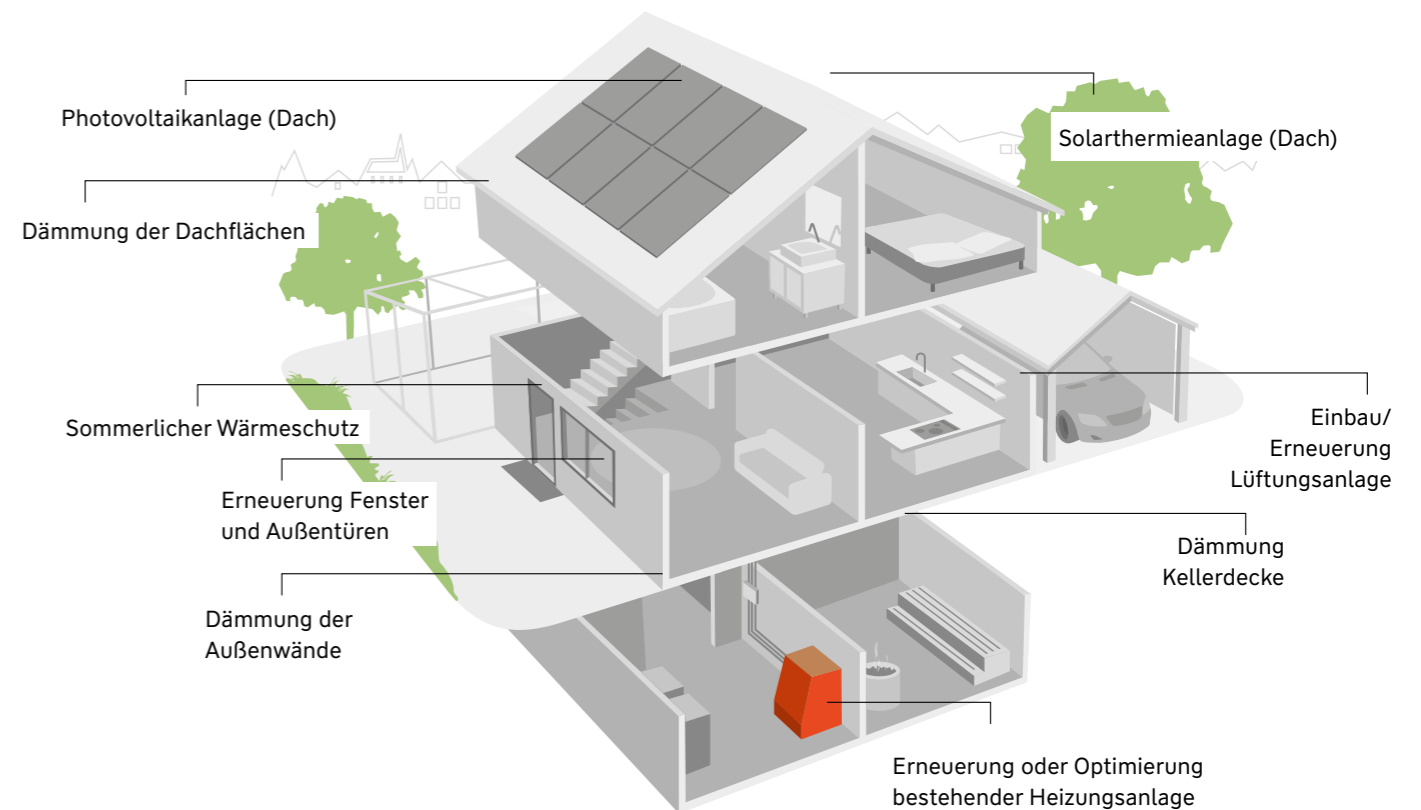 Photovoltaikanlage (Dach)
Solarthermieanlage (Dach)
Dämmung der Dachflächen
Sommerlicher Wärmeschutz
Einbau/
Erneuerung
Lüftungsanlage
Erneuerung Fenster
und Außentüren
Dämmung
Kellerdecke
Dämmung der
Außenwände
Erneuerung oder Optimierung
bestehender Heizungsanlage